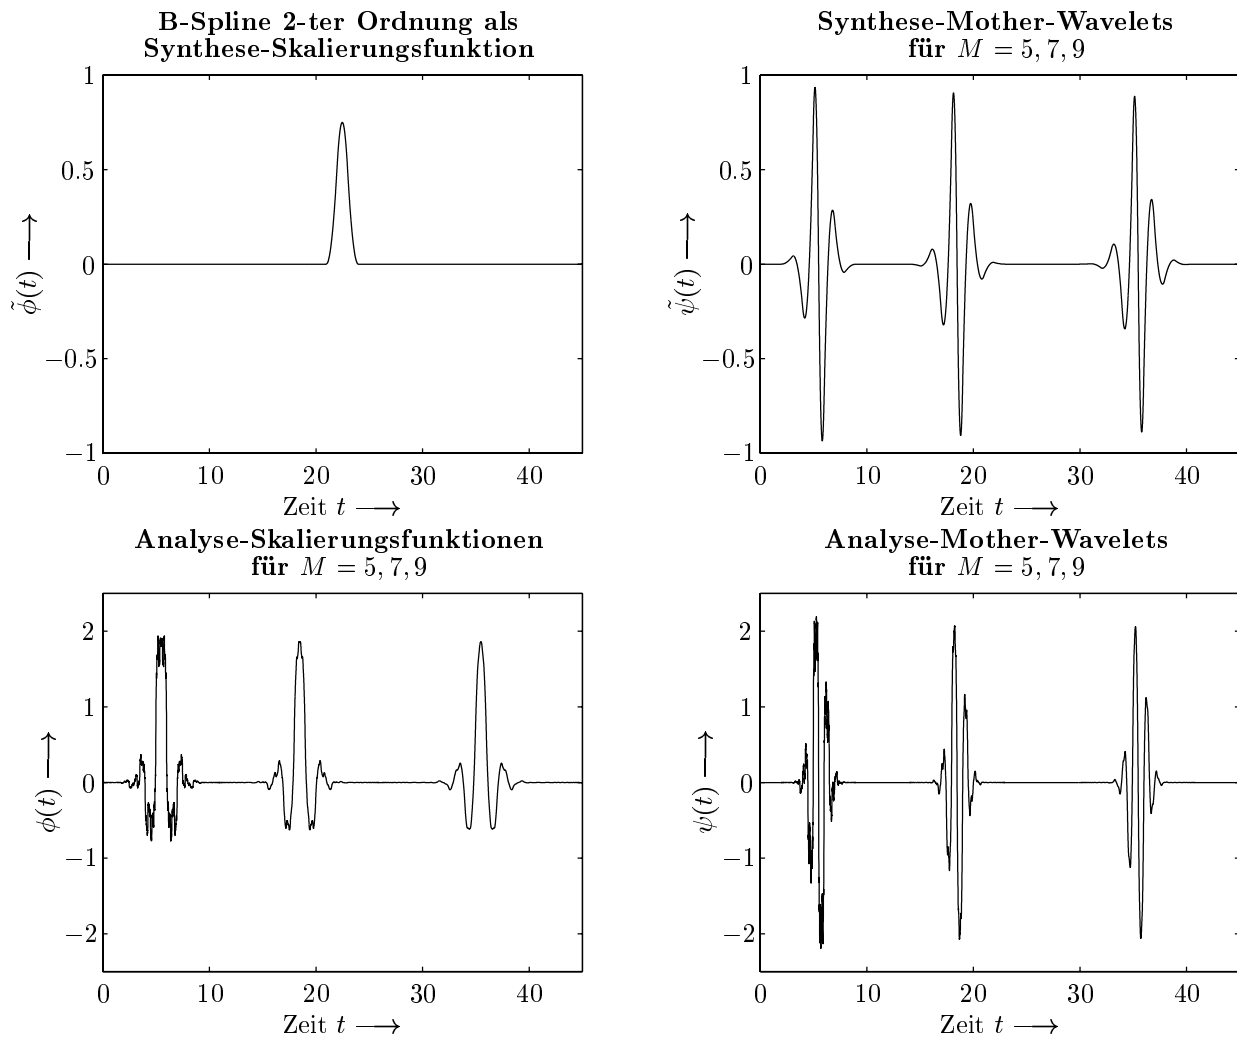 B-Spline 2-ter Ordnung als
Synthese-Skalierungsfunktion
1
0.5
0
−0.5
−1
0 10 20 30 40
ϕ̃(t) ⟶
Zeit t ⟶
Synthese-Mother-Wavelets
für M = 5, 7, 9
1
0.5
0
−0.5
−1
0 10 20 30 40
ψ̃(t) ⟶
Zeit t ⟶
Analyse-Skalierungsfunktionen
für M = 5, 7, 9
2
1
0
−1
−2
0 10 20 30 40
ϕ(t) ⟶
Zeit t ⟶
Analyse-Mother-Wavelets
für M = 5, 7, 9
2
1
0
−1
−2
0 10 20 30 40
ψ(t) ⟶
Zeit t ⟶